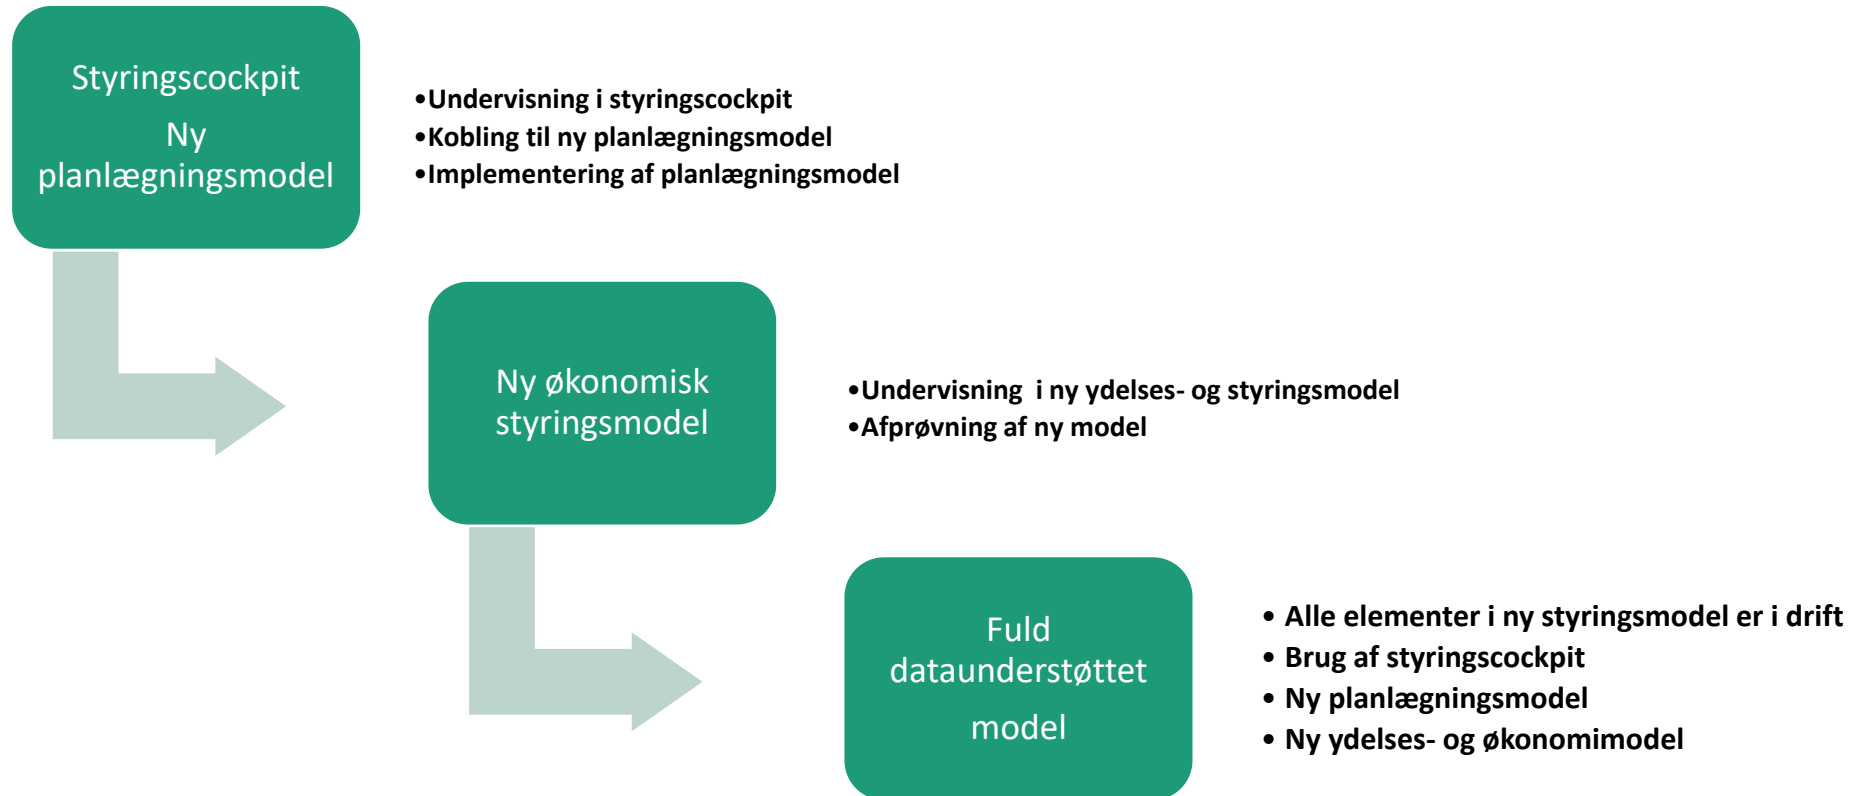 Styringscockpit
Ny
planlægningsmodel
•Undervisning i styringscockpit
•Kobling til ny planlægningsmodel
•Implementering af planlægningsmodel
Ny økonomisk
styringsmodel
•Undervisning  i ny ydelses- og styringsmodel
•Afprøvning af ny model
Fuld
dataunderstøttet
model
• Alle elementer i ny styringsmodel er i drift
• Brug af styringscockpit
• Ny planlægningsmodel
• Ny ydelses- og økonomimodel